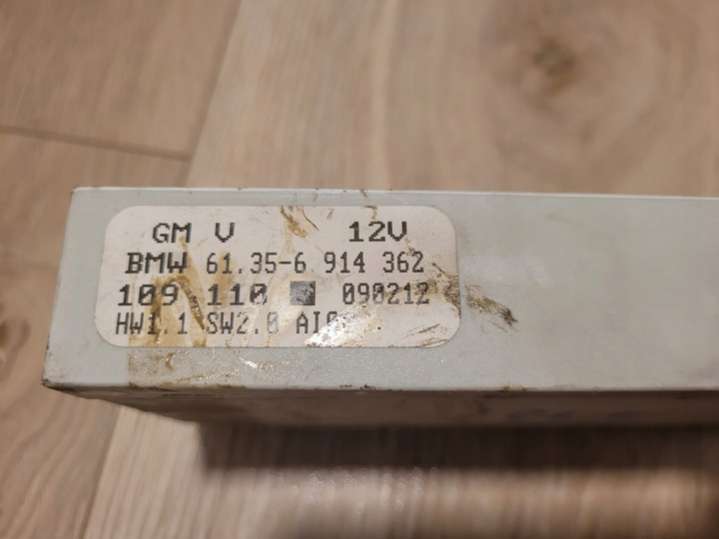 GM V 12V
BMW 61.35-6 914 362
109 110 090212
HW1.1 SW2.0